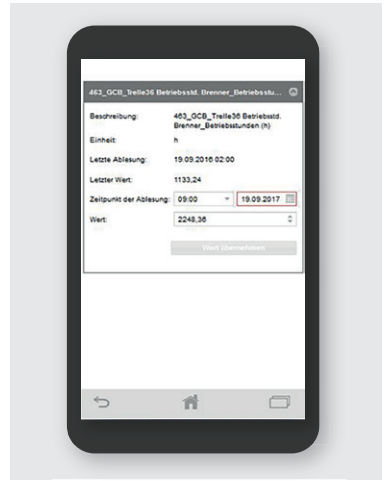 463_GCB_Trelle36 Betriebsstd. Brenner_Betriebsstu...
Beschreibung: 463_GCB_Trelle36 Betriebsstd.
Brenner_Betriebsstunden (h)
Einheit: h
Letzte Ablesung: 19.09.2016 02:00
Letzter Wert: 1133,24
Zeitpunkt der Ablesung: 09:00 19.09.2017
Wert: 2248,36
Wert übernehmen